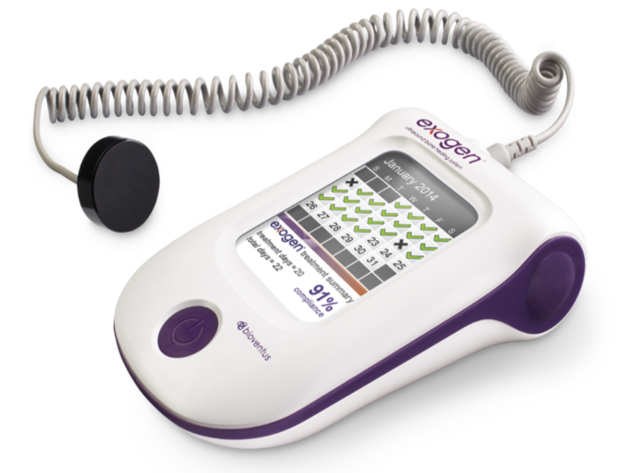 exogen
ultrasound bone healing system
January 2014
S M T W T F S
23 24 25
26 27 28 29 30 31
exogen treatment summary
treatment days = 20
total days = 22
91%
compliance
bioventus